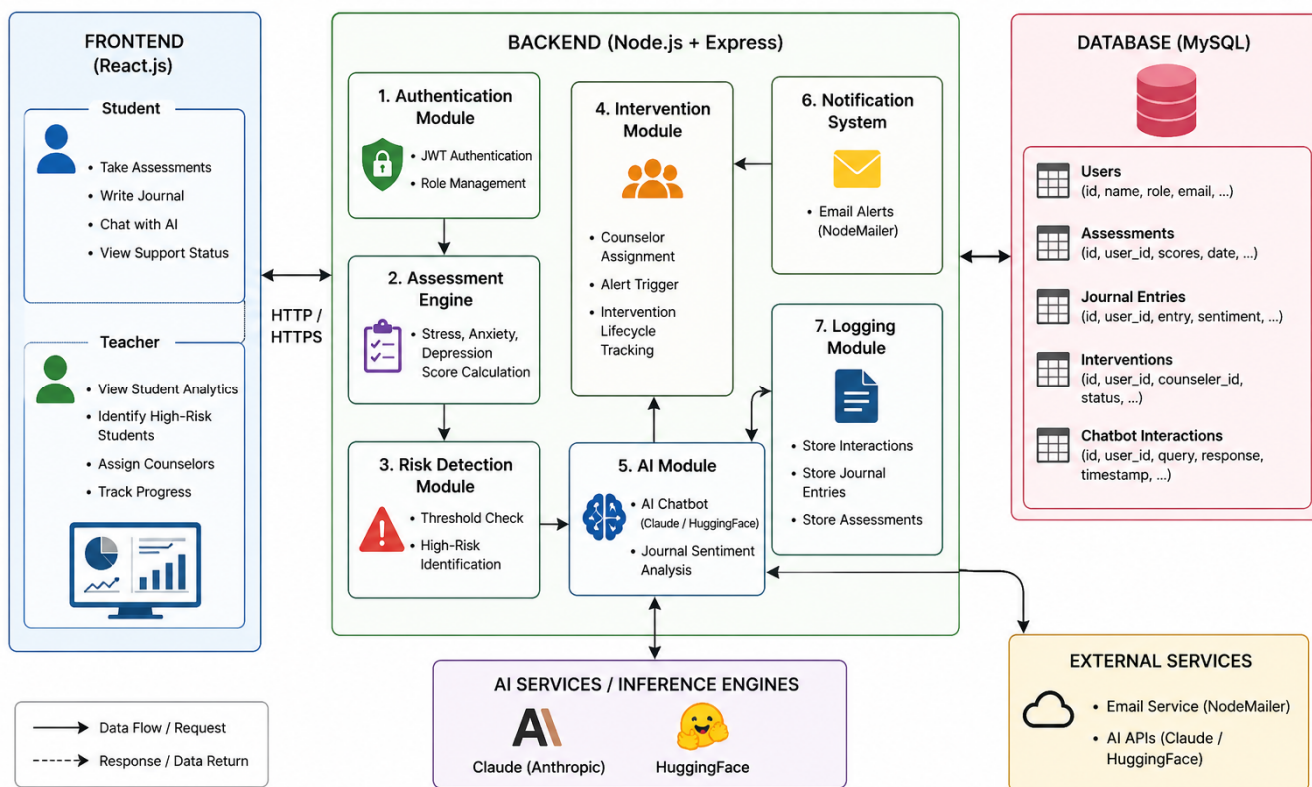 FRONTEND
(React.js)
Student
• Take Assessments
• Write Journal
• Chat with AI
• View Support Status
Teacher
• View Student Analytics
• Identify High-Risk
Students
• Assign Counselors
• Track Progress
HTTP /
HTTPS
BACKEND (Node.js + Express)
1. Authentication
Module
• JWT Authentication
• Role Management
2. Assessment
Engine
• Stress, Anxiety,
Depression
Score Calculation
3. Risk Detection
Module
• Threshold Check
• High-Risk
Identification
4. Intervention
Module
• Counselor
Assignment
• Alert Trigger
• Intervention
Lifecycle
Tracking
5. AI Module
• AI Chatbot
(Claude / HuggingFace)
• Journal Sentiment
Analysis
6. Notification
System
• Email Alerts
(NodeMailer)
7. Logging
Module
• Store Interactions
• Store Journal
Entries
• Store Assessments
DATABASE (MySQL)
Users
(id, name, role, email, ...)
Assessments
(id, user_id, scores, date, ...)
Journal Entries
(id, user_id, entry, sentiment, ...)
Interventions
(id, user_id, counseler_id,
status, ...)
Chatbot Interactions
(id, user_id, query, response,
timestamp, ...)
AI SERVICES / INFERENCE ENGINES
Claude (Anthropic)
HuggingFace
EXTERNAL SERVICES
• Email Service (NodeMailer)
• AI APIs (Claude /
HuggingFace)
Data Flow / Request
Response / Data Return